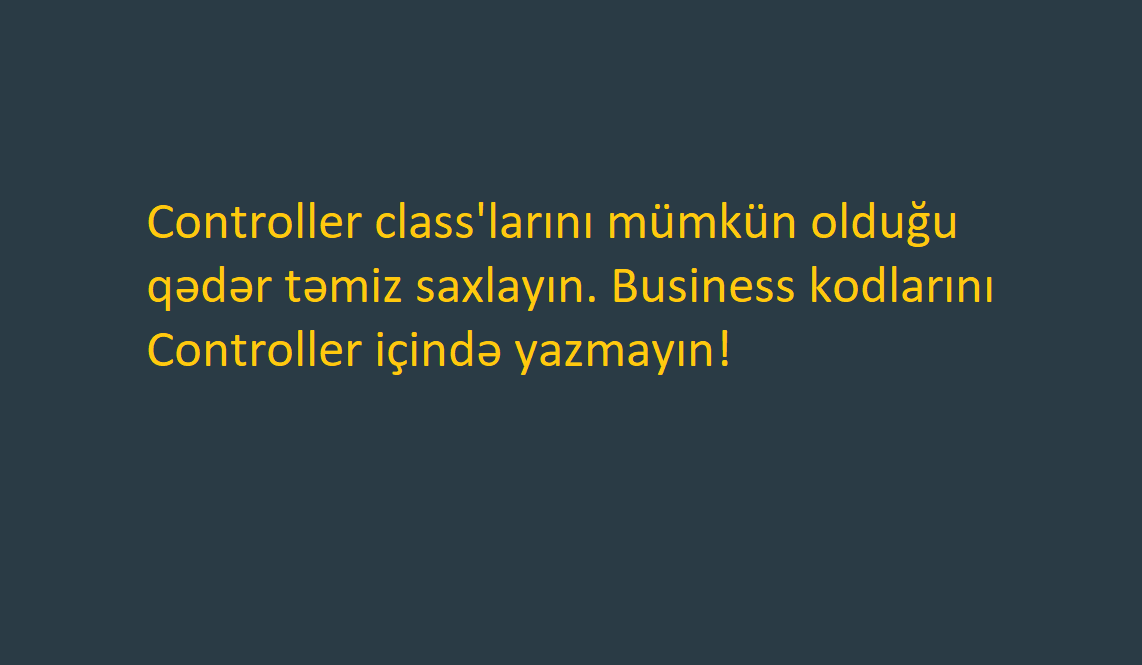 Controller class'larını mümkün olduğu
qədər təmiz saxlayın. Business kodlarını
Controller içində yazmayın!